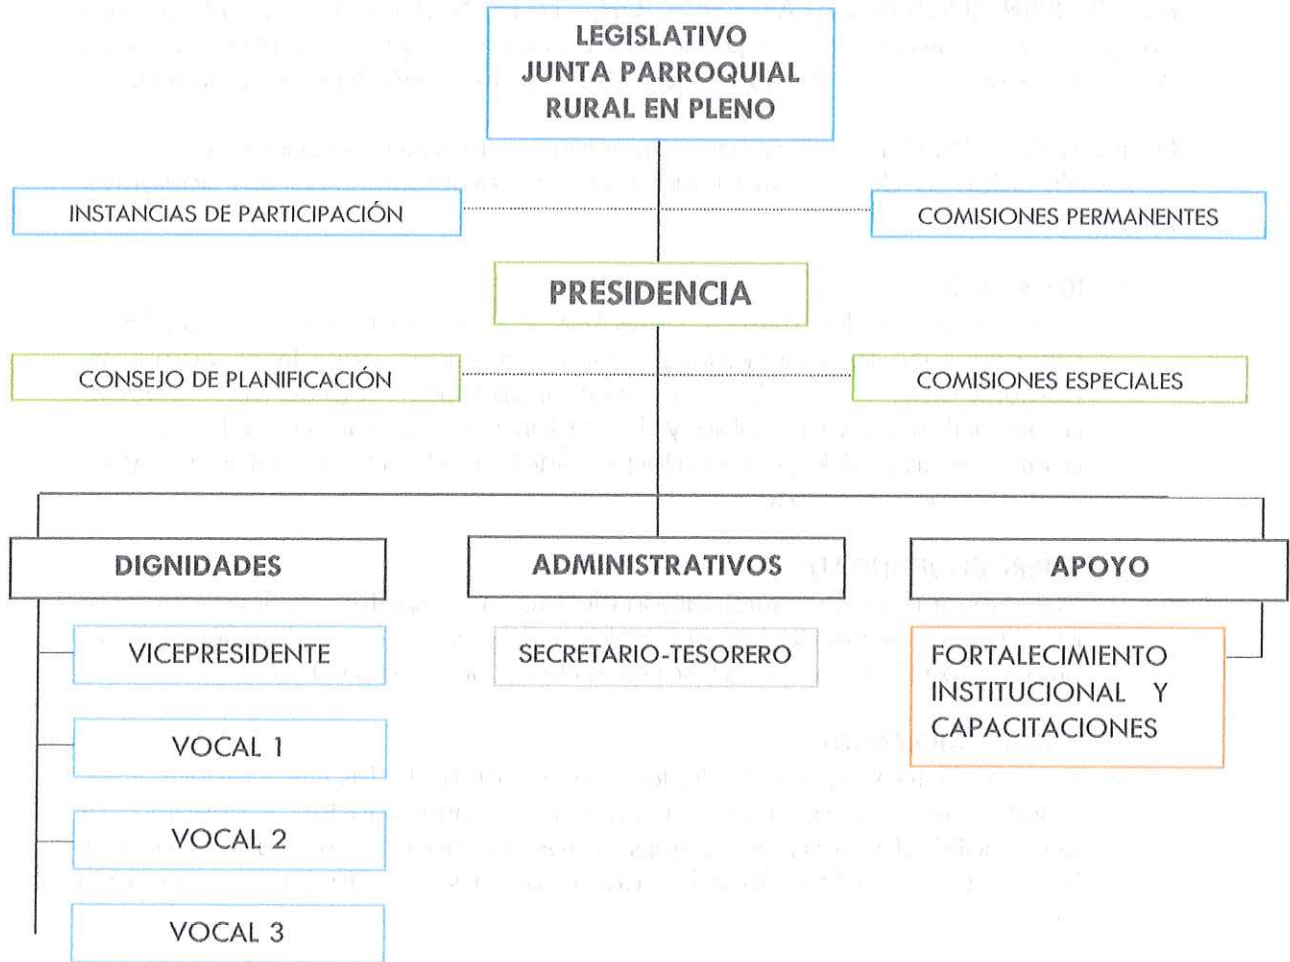 LEGISLATIVO
JUNTA PARROQUIAL
RURAL EN PLENO
INSTANCIAS DE PARTICIPACIÓN
COMISIONES PERMANENTES
PRESIDENCIA
CONSEJO DE PLANIFICACIÓN
COMISIONES ESPECIALES
DIGNIDADES
ADMINISTRATIVOS
APOYO
VICEPRESIDENTE
VOCAL 1
VOCAL 2
VOCAL 3
SECRETARIO-TESORERO
FORTALECIMIENTO
INSTITUCIONAL Y
CAPACITACIONES